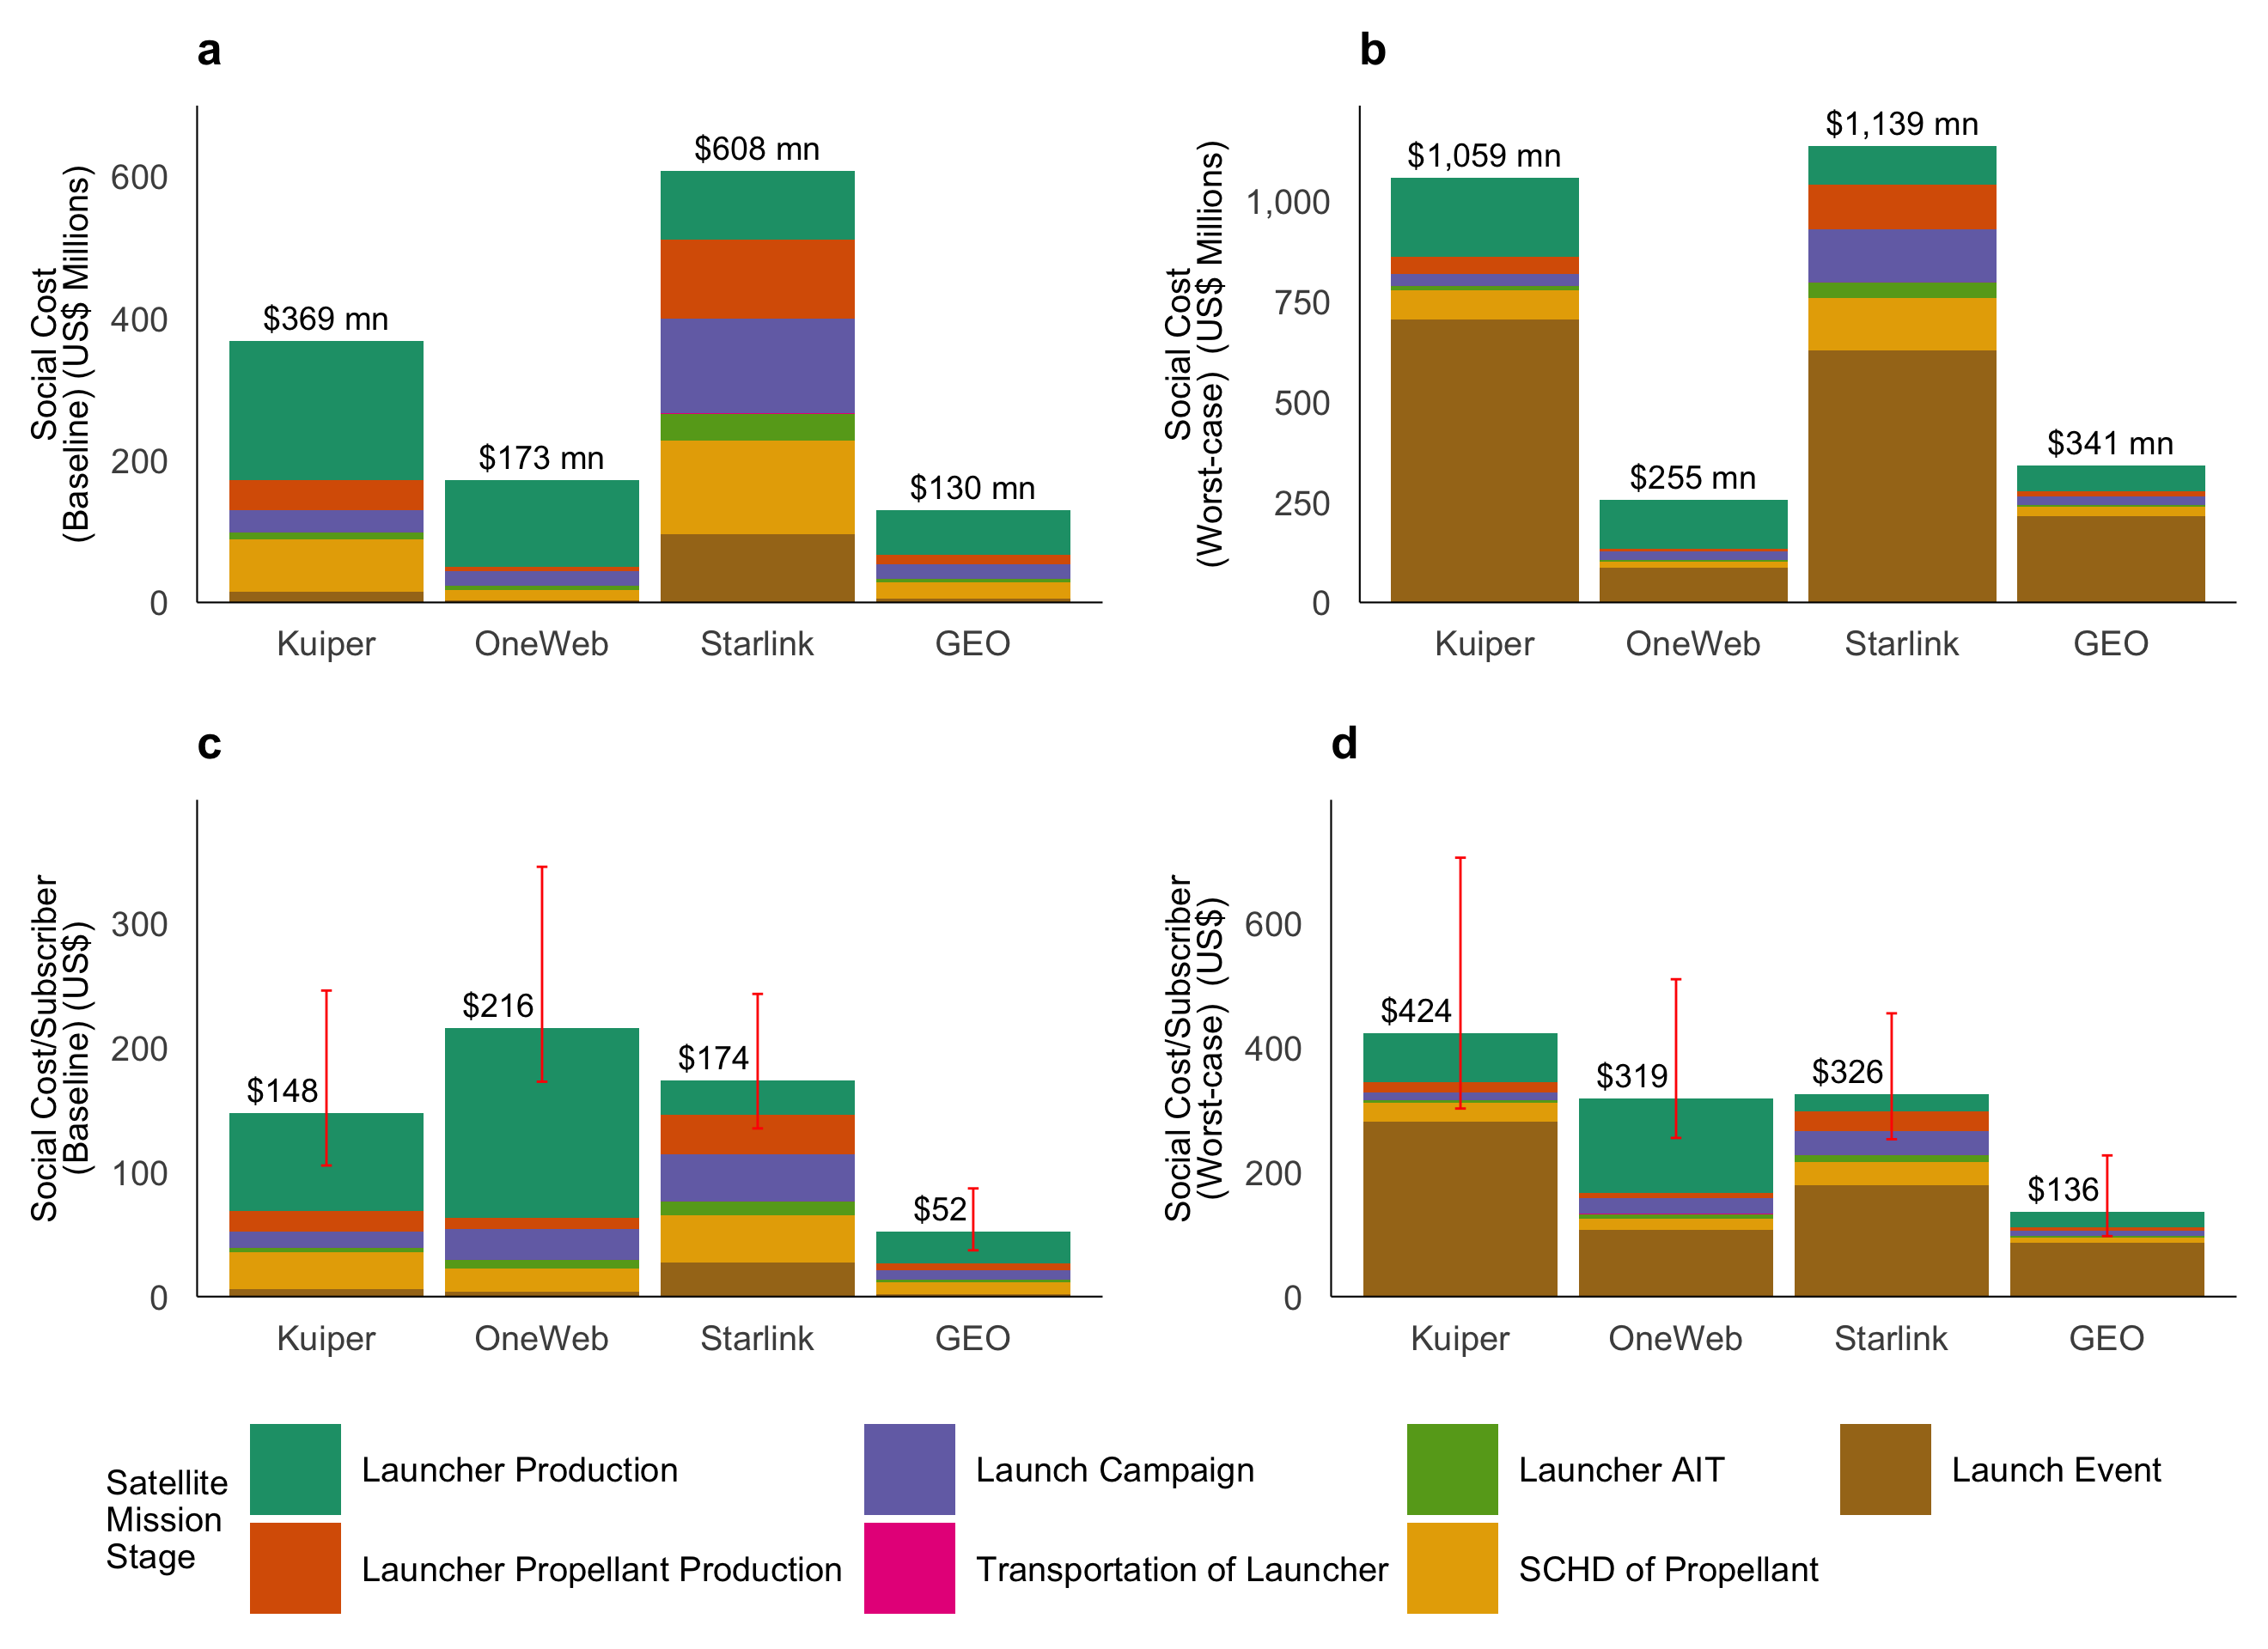 a
Social Cost
(Baseline) (US$ Millions)
600
400
200
0
$369 mn
$173 mn
$608 mn
$130 mn
Kuiper
OneWeb
Starlink
GEO
b
Social Cost
(Worst-case) (US$ Millions)
1,000
750
500
250
0
$1,059 mn
$255 mn
$1,139 mn
$341 mn
Kuiper
OneWeb
Starlink
GEO
c
Social Cost/Subscriber
(Baseline) (US$)
300
200
100
0
$148
$216
$174
$52
Kuiper
OneWeb
Starlink
GEO
d
Social Cost/Subscriber
(Worst-case) (US$)
600
400
200
0
$424
$319
$326
$136
Kuiper
OneWeb
Starlink
GEO
Satellite
Mission
Stage
Launcher Production
Launcher Propellant Production
Launch Campaign
Transportation of Launcher
Launcher AIT
SCHD of Propellant
Launch Event